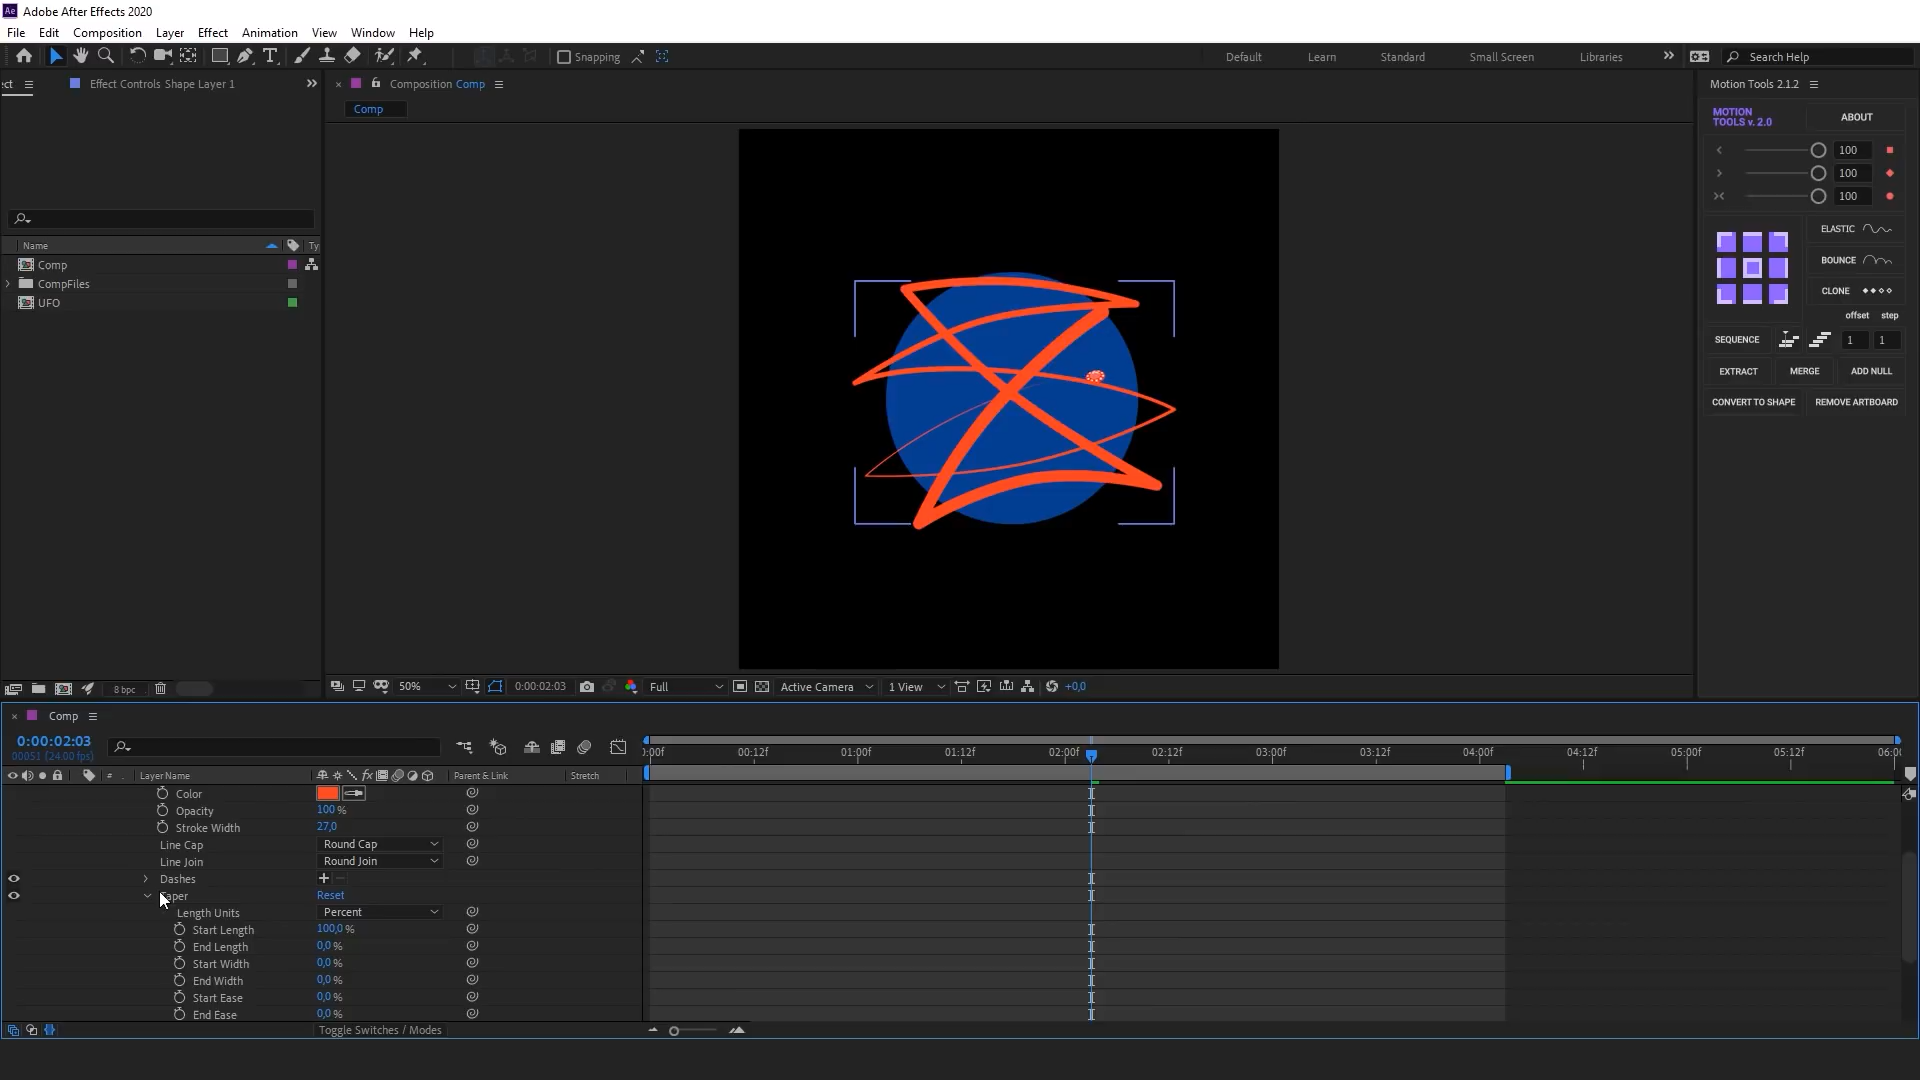 Ae Adobe After Effects 2020
File Edit Composition Layer Effect Animation View Window Help
Snapping
Default Learn Standard Small Screen Libraries
Search Help
ect Effect Controls Shape Layer 1
Composition Comp
Motion Tools 2.1.2
Comp
MOTION
TOOLS v. 2.0
ABOUT
100
100
100
ELASTIC
BOUNCE
CLONE
offset step
SEQUENCE 1 1
EXTRACT MERGE ADD NULL
CONVERT TO SHAPE REMOVE ARTBOARD
Name Ty
Comp
CompFiles
UFO
8 bpc
50% 0:00:02:03 Full Active Camera 1 View +0,0
Comp
0:00:02:03
00051 (24.00 fps)
:00f 00:12f 01:00f 01:12f 02:00f 02:12f 03:00f 03:12f 04:00f 04:12f 05:00f 05:12f 06:0
# Layer Name fx Parent & Link Stretch
Color
Opacity 100 %
Stroke Width 27,0
Line Cap Round Cap
Line Join Round Join
Dashes + −
aper Reset
Length Units Percent
Start Length 100,0 %
End Length 0,0 %
Start Width 0,0 %
End Width 0,0 %
Start Ease 0,0 %
End Ease 0,0 %
Toggle Switches / Modes